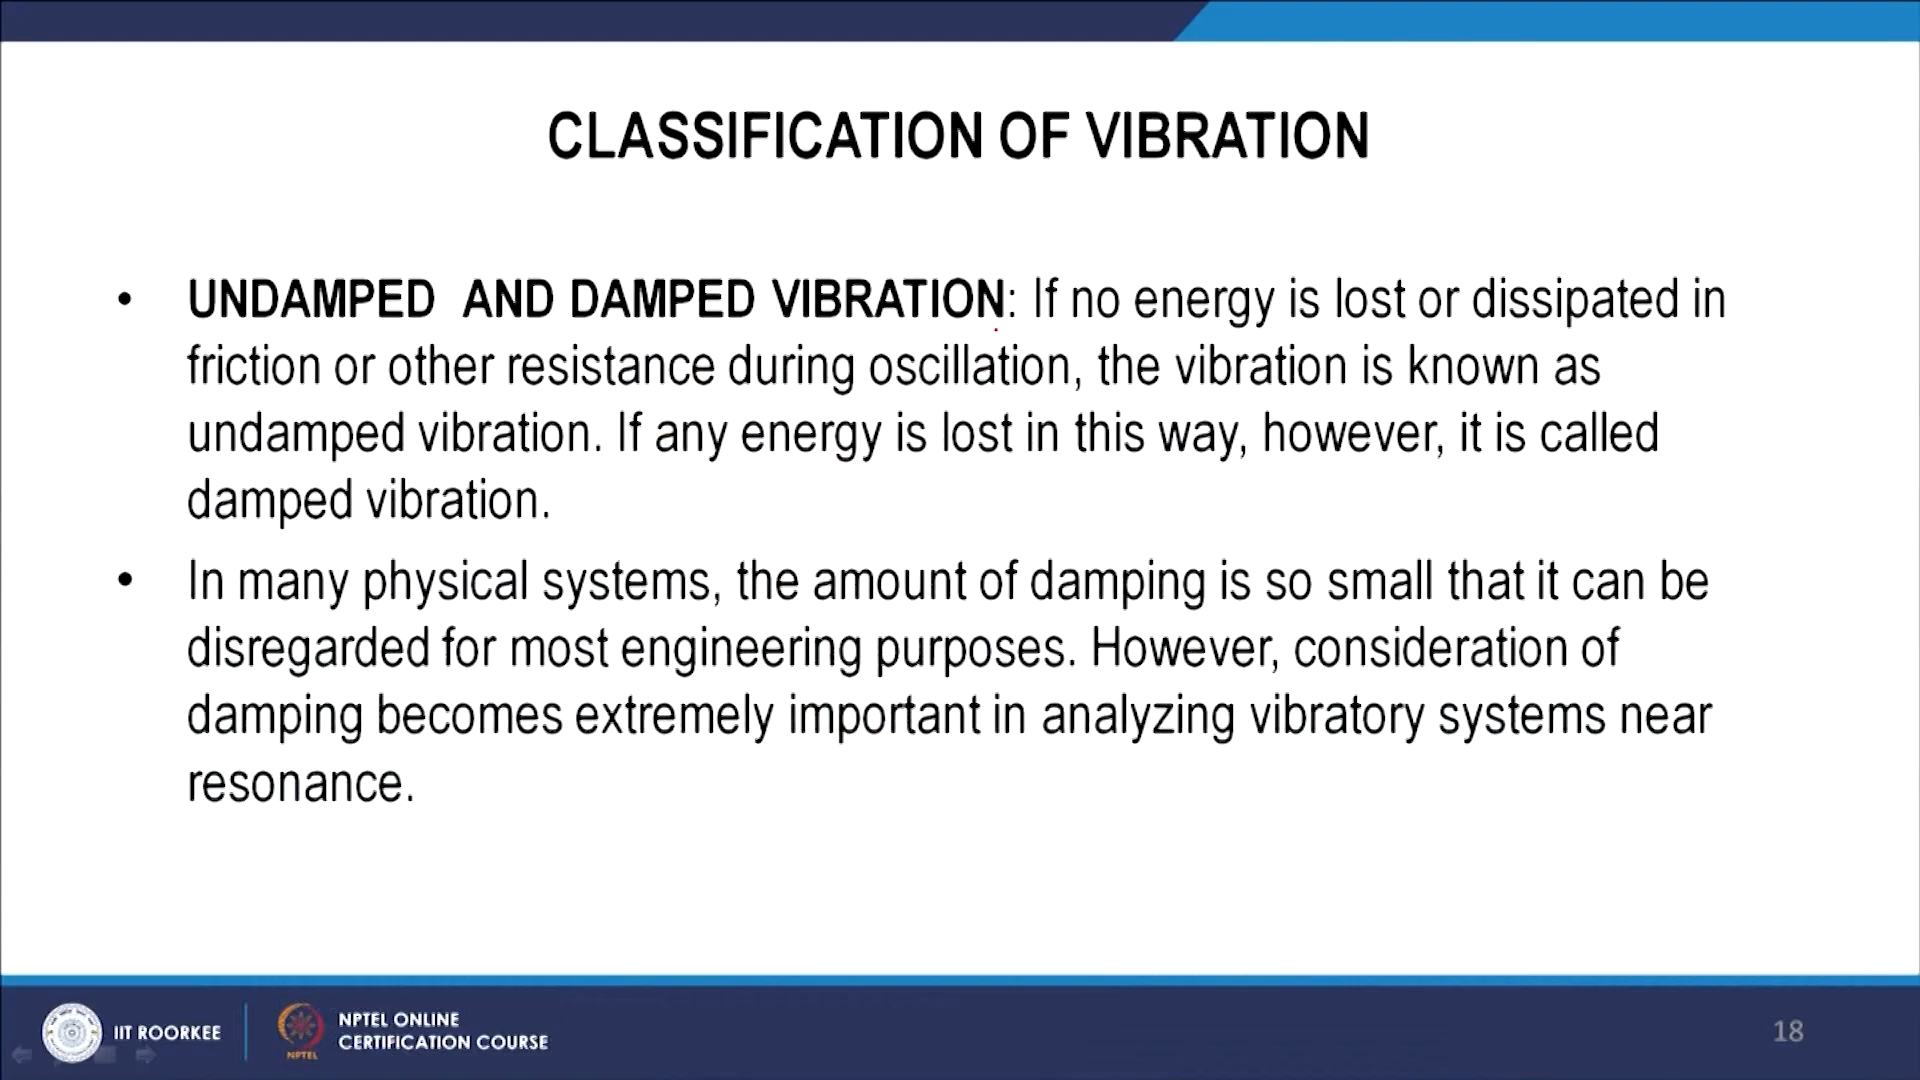 CLASSIFICATION OF VIBRATION
• UNDAMPED AND DAMPED VIBRATION: If no energy is lost or dissipated in
friction or other resistance during oscillation, the vibration is known as
undamped vibration. If any energy is lost in this way, however, it is called
damped vibration.
• In many physical systems, the amount of damping is so small that it can be
disregarded for most engineering purposes. However, consideration of
damping becomes extremely important in analyzing vibratory systems near
resonance.
IIT ROORKEE
NPTEL
NPTEL ONLINE
CERTIFICATION COURSE
18